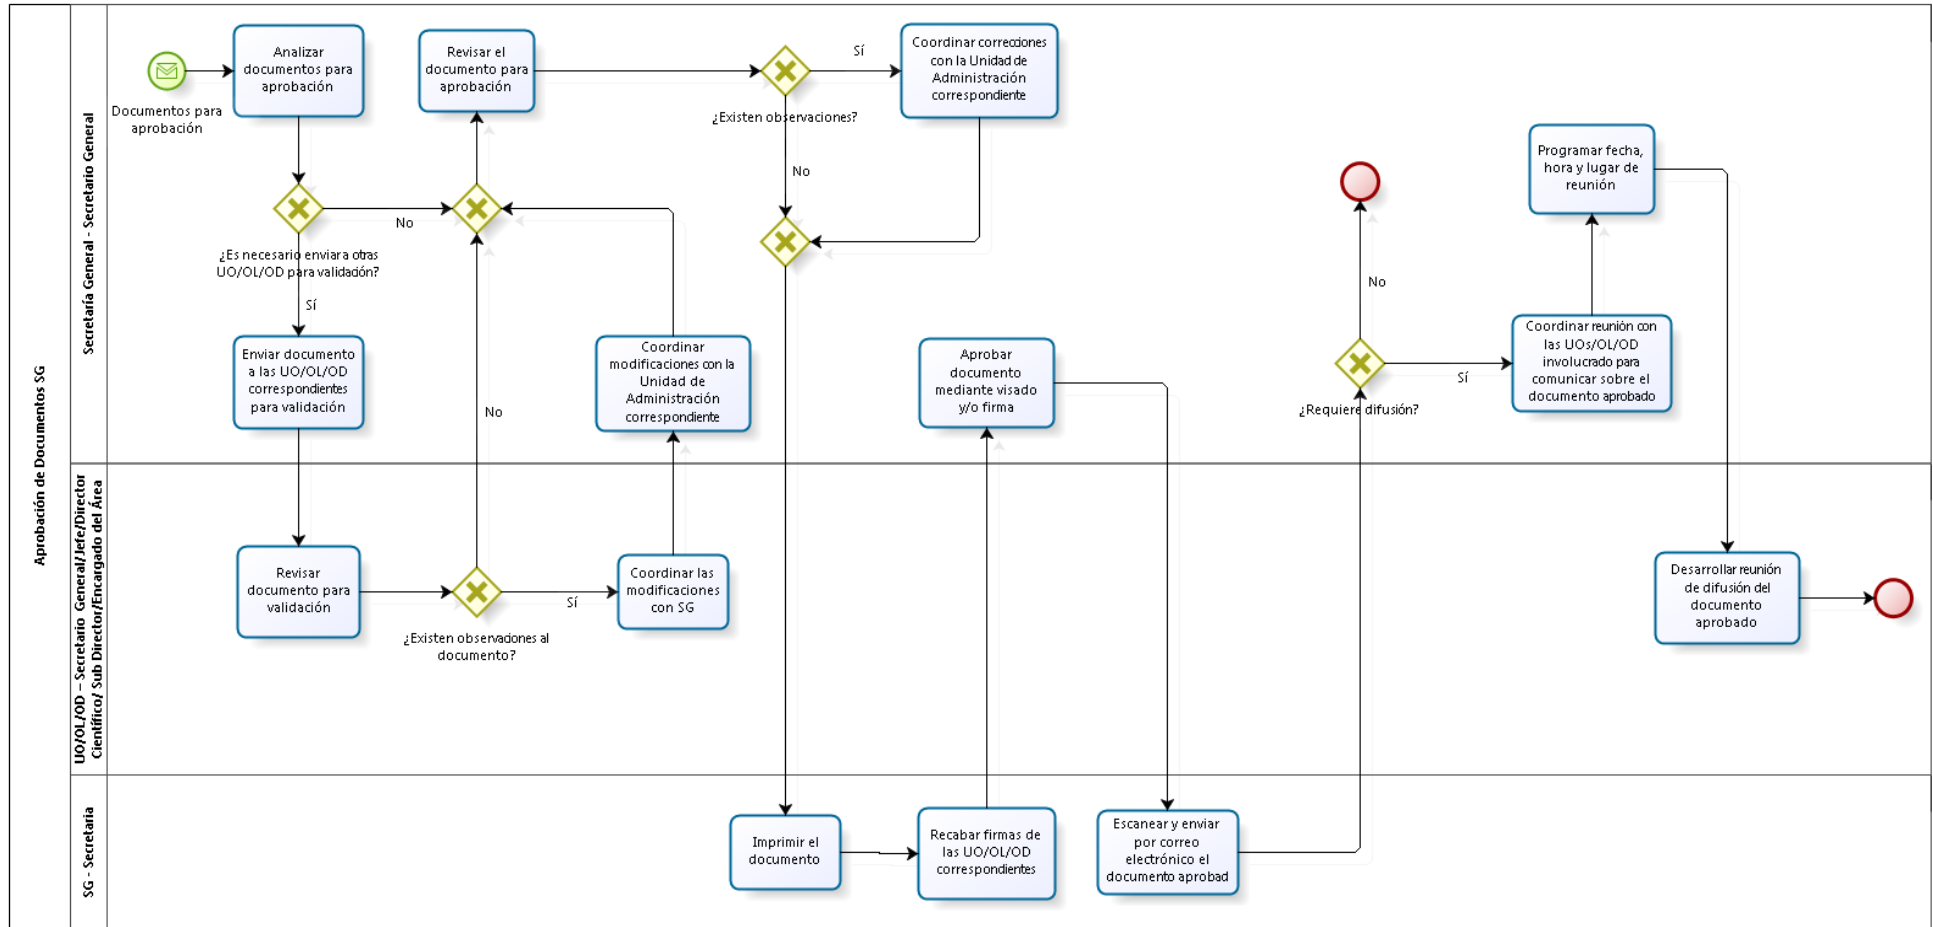 Aprobación de Documentos SG
Secretaría General - Secretario General
Documentos para
aprobación
Analizar
documentos para
aprobación
¿Es necesario enviar a otras
UO/OL/OD para validación?
No
Sí
Enviar documento
a las UO/OL/OD
correspondientes
para validación
Revisar el
documento para
aprobación
No
Coordinar
modificaciones con la
Unidad de
Administración
correspondiente
¿Existen observaciones?
Sí
No
Coordinar correcciones
con la Unidad de
Administración
correspondiente
Aprobar
documento
mediante visado
y/o firma
¿Requiere difusión?
No
Sí
Coordinar reunión con
las UOs/OL/OD
involucrado para
comunicar sobre el
documento aprobado
Programar fecha,
hora y lugar de
reunión
UO/OL/OD – Secretario General/Jefe/Director
Científico/ Sub Director/Encargado del Área
Revisar
documento para
validación
¿Existen observaciones al
documento?
Sí
Coordinar las
modificaciones
con SG
Desarrollar reunión
de difusión del
documento
aprobado
SG - Secretaria
Imprimir el
documento
Recabar firmas de
las UO/OL/OD
correspondientes
Escanear y enviar
por correo
electrónico el
documento aprobad